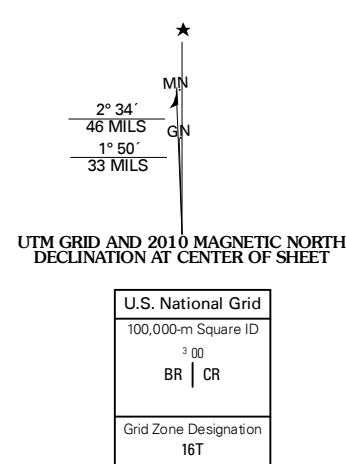 ★
MN
2° 34´
46 MILS
GN
1° 50´
33 MILS
UTM GRID AND 2010 MAGNETIC NORTH
DECLINATION AT CENTER OF SHEET
U.S. National Grid
100,000-m Square ID
3 00
BR | CR
Grid Zone Designation
16T